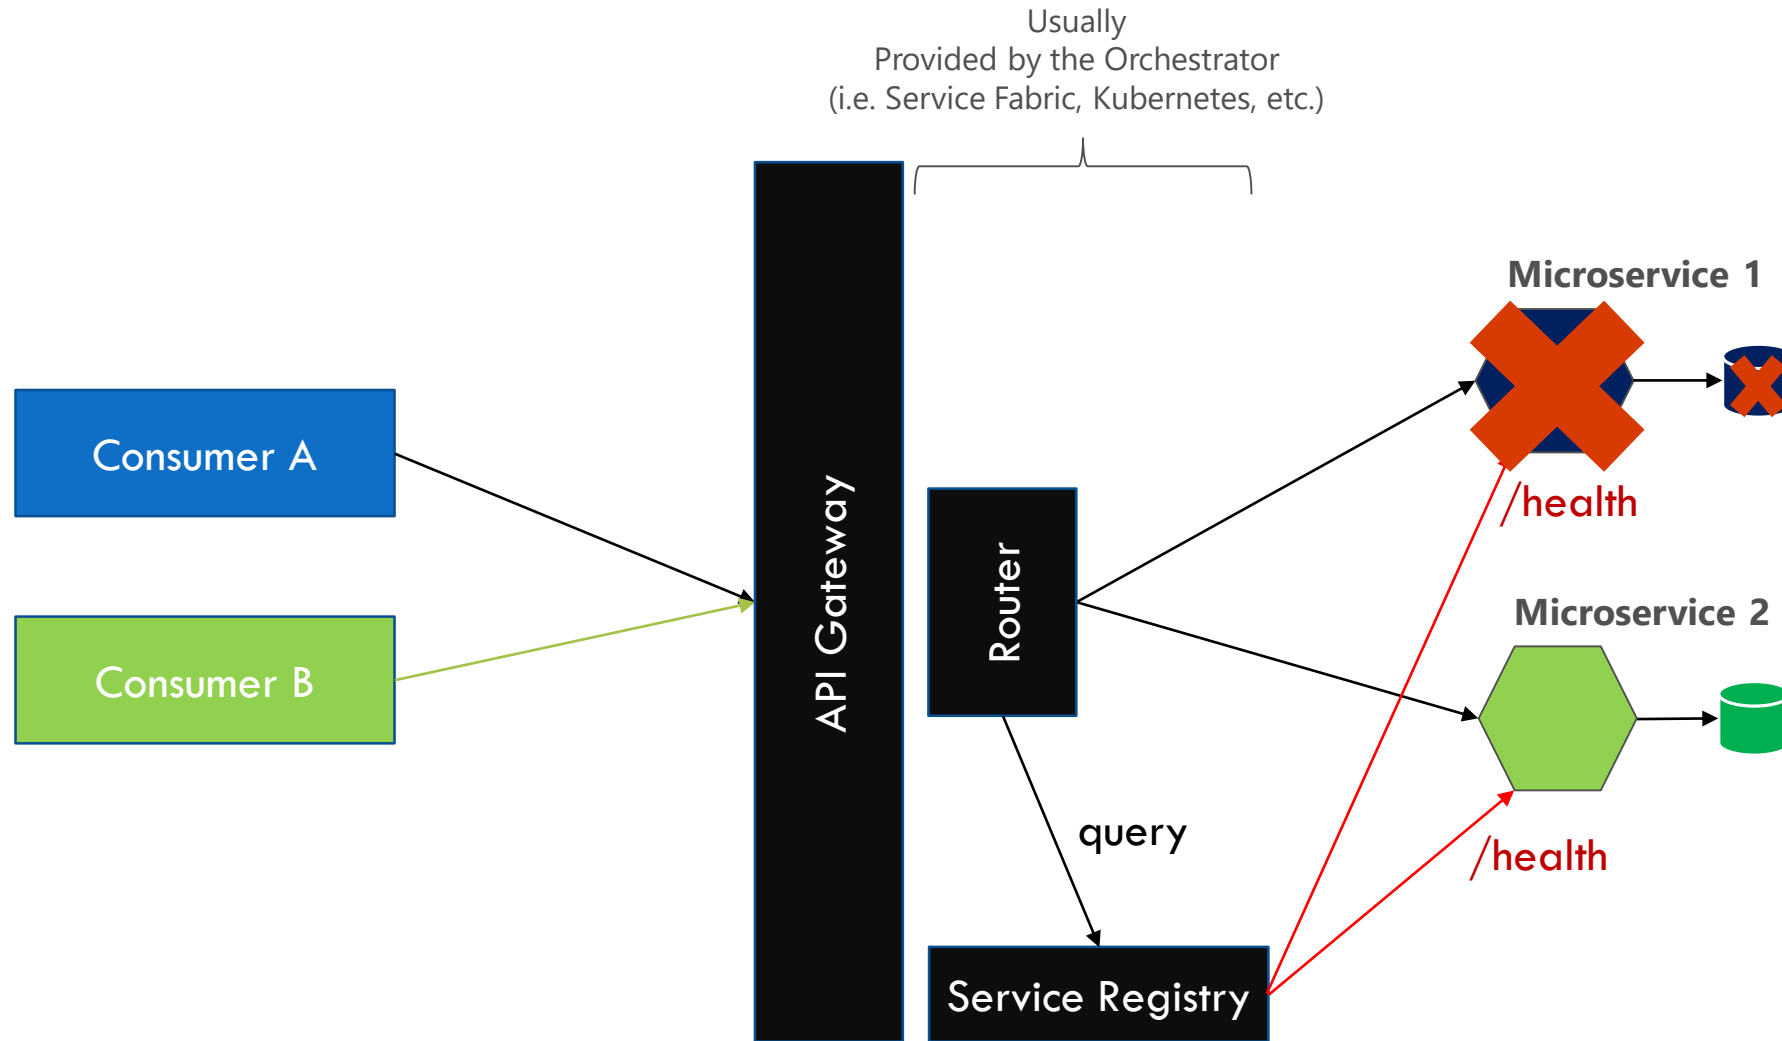 Usually
Provided by the Orchestrator
(i.e. Service Fabric, Kubernetes, etc.)
Microservice 1
Consumer A
/health
API Gateway
Router
Microservice 2
Consumer B
query
/health
Service Registry